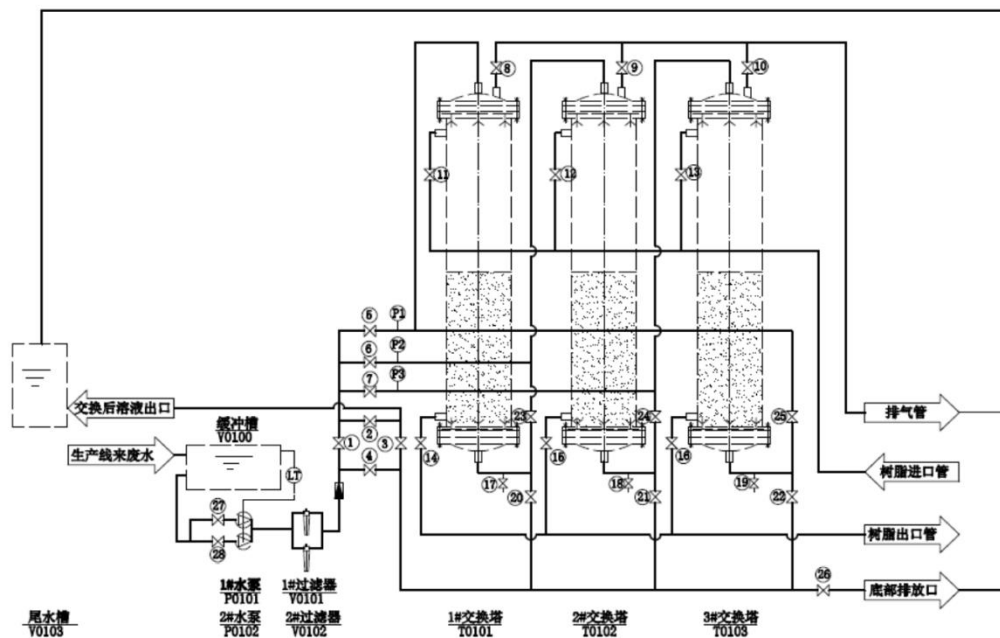 ⑧
⑨
⑩
⑪
⑫
⑬
⑤
P1
⑥
P2
⑦
P3
交换后溶液出口
缓冲槽
V0100
②
①
③
④
㉓
㉔
㉕
排气管
生产线来废水
LT
⑭
⑯
⑯
树脂进口管
⑰
⑱
⑲
⑳
㉑
㉒
㉗
㉘
树脂出口管
㉖
底部排放口
1#水泵
P0101
1#过滤器
V0101
尾水槽
V0103
2#水泵
P0102
2#过滤器
V0102
1#交换塔
T0101
2#交换塔
T0102
3#交换塔
T0103